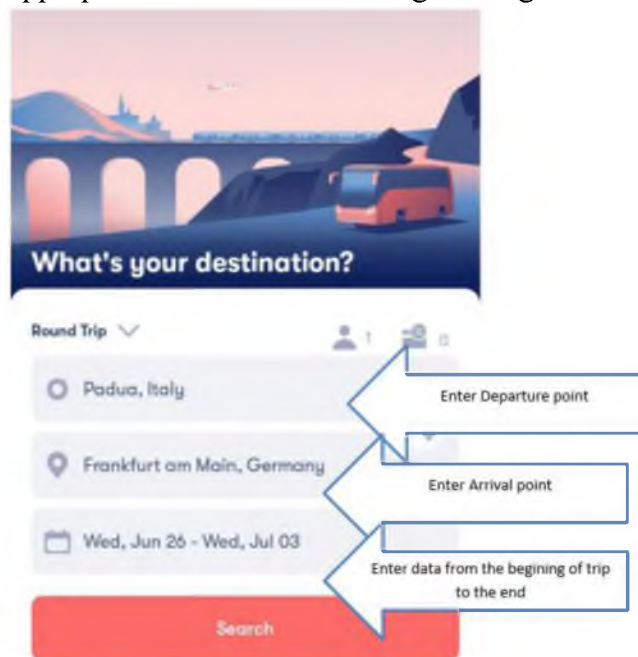 What's your destination?
Round Trip
1
0
Padua, Italy
Enter Departure point
Frankfurt am Main, Germany
Enter Arrival point
Wed, Jun 26 - Wed, Jul 03
Enter data from the begining of trip
to the end
Search